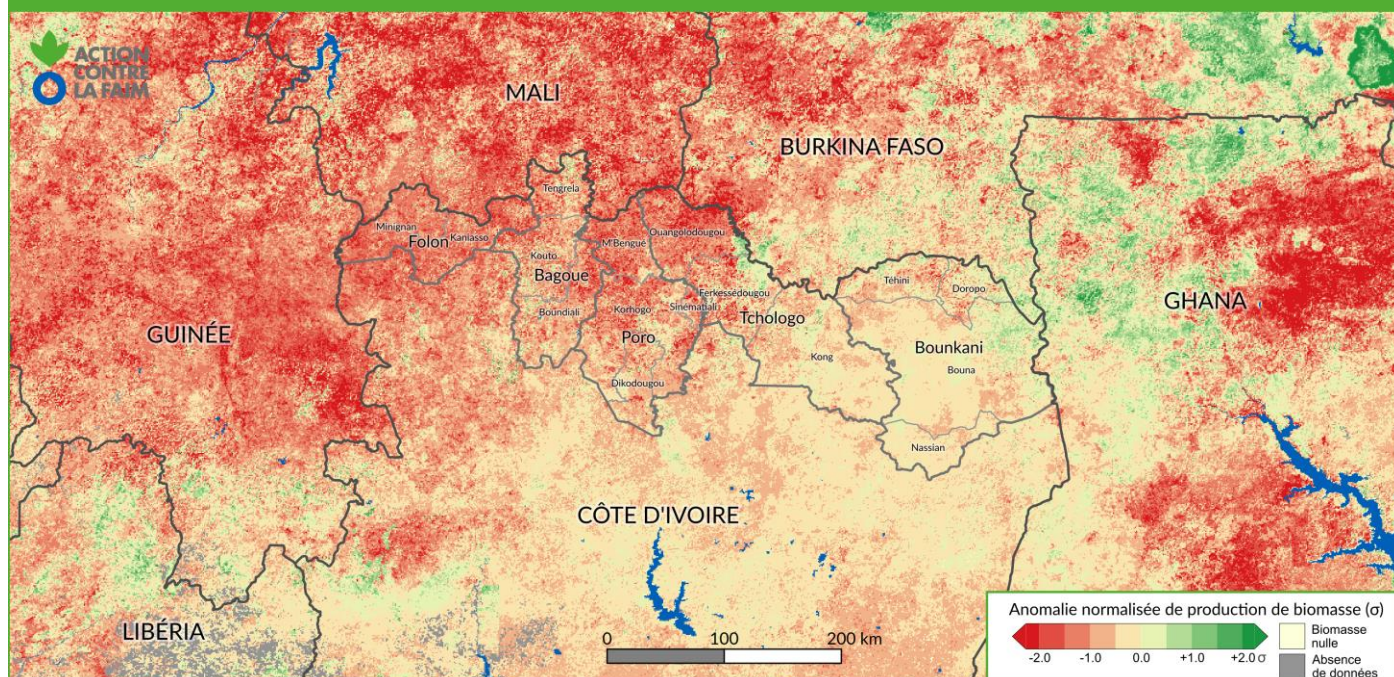 ACTION
CONTRE
LA FAIM
MALI
BURKINA FASO
Tengrela
Minignan
Folon
Kaniasso
M'Bengué
Ouangolodougou
Kouto
Bagoue
Téhini
Doropo
Ferkessédougou
Boundiali
Korhogo
Sinématiali
Tchologo
GHANA
GUINÉE
Poro
Bounkani
Kong
Bouna
Dikodougou
Nassian
CÔTE D'IVOIRE
LIBÉRIA
0 100 200 km
Anomalie normalisée de production de biomasse (σ)
-2.0 -1.0 0.0 +1.0 +2.0 σ
Biomasse
nulle
Absence
de données